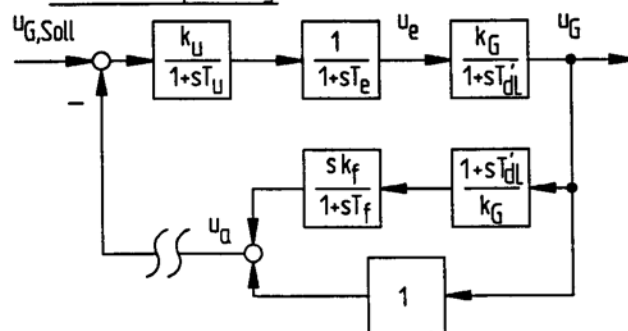 u_G,Soll
−
k_u
1+sT_u
1
1+sT_e
u_e
k_G
1+sT'_dl
u_G
s k_f
1+sT_f
1+sT'_dl
k_G
u_a
1